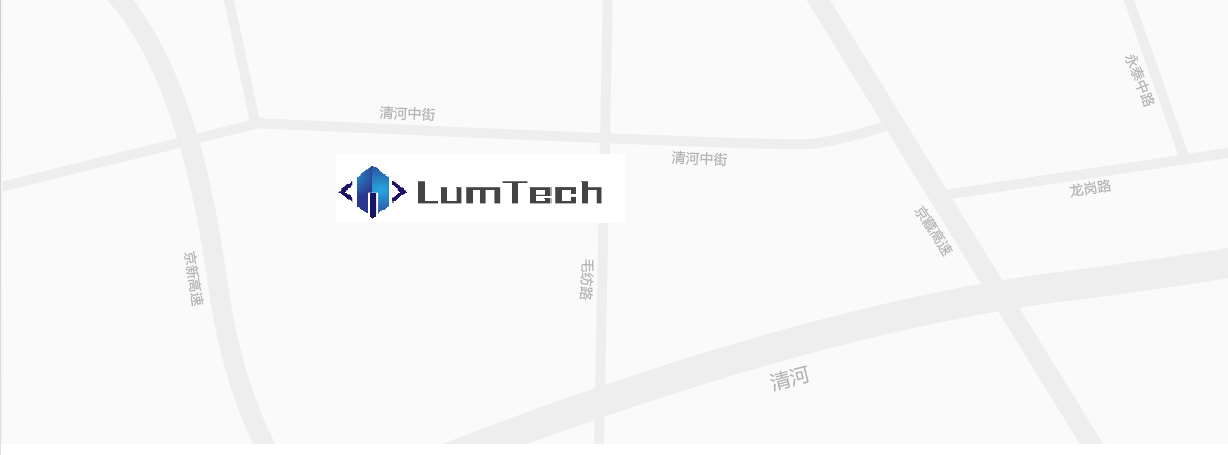 永泰中路
清河中街
清河中街
龙岗路
LumTech
京藏高速
京新高速
毛纺路
清河